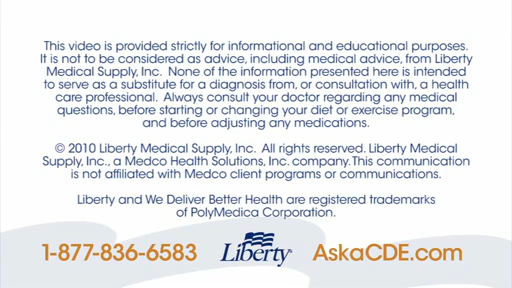 This video is provided strictly for informational and educational purposes.
It is not to be considered as advice, including medical advice, from Liberty
Medical Supply, Inc.  None of the information presented here is intended
to serve as a substitute for a diagnosis from, or consultation with, a health
care professional.  Always consult your doctor regarding any medical
questions, before starting or changing your diet or exercise program,
and before adjusting any medications.
© 2010 Liberty Medical Supply, Inc.  All rights reserved. Liberty Medical
Supply, Inc., a Medco Health Solutions, Inc. company. This communication
is not affiliated with Medco client programs or communications.
Liberty and We Deliver Better Health are registered trademarks
of PolyMedica Corporation.
1-877-836-6583 Liberty AskaCDE.com